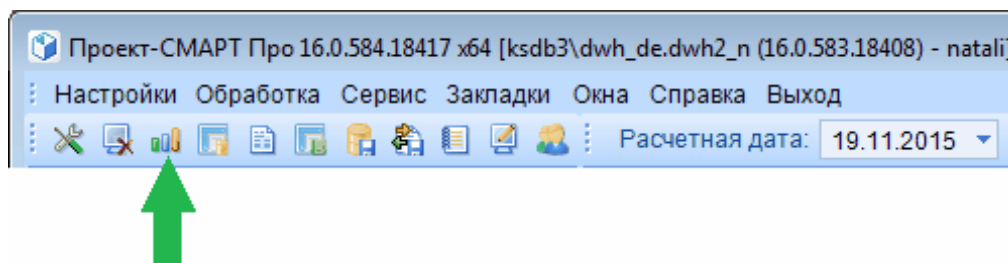 Проект-СМАРТ Про 16.0.584.18417 x64 [ksdb3\dwh_de.dwh2_n (16.0.583.18408) - natali]
Настройки Обработка Сервис Закладки Окна Справка Выход
Расчетная дата: 19.11.2015